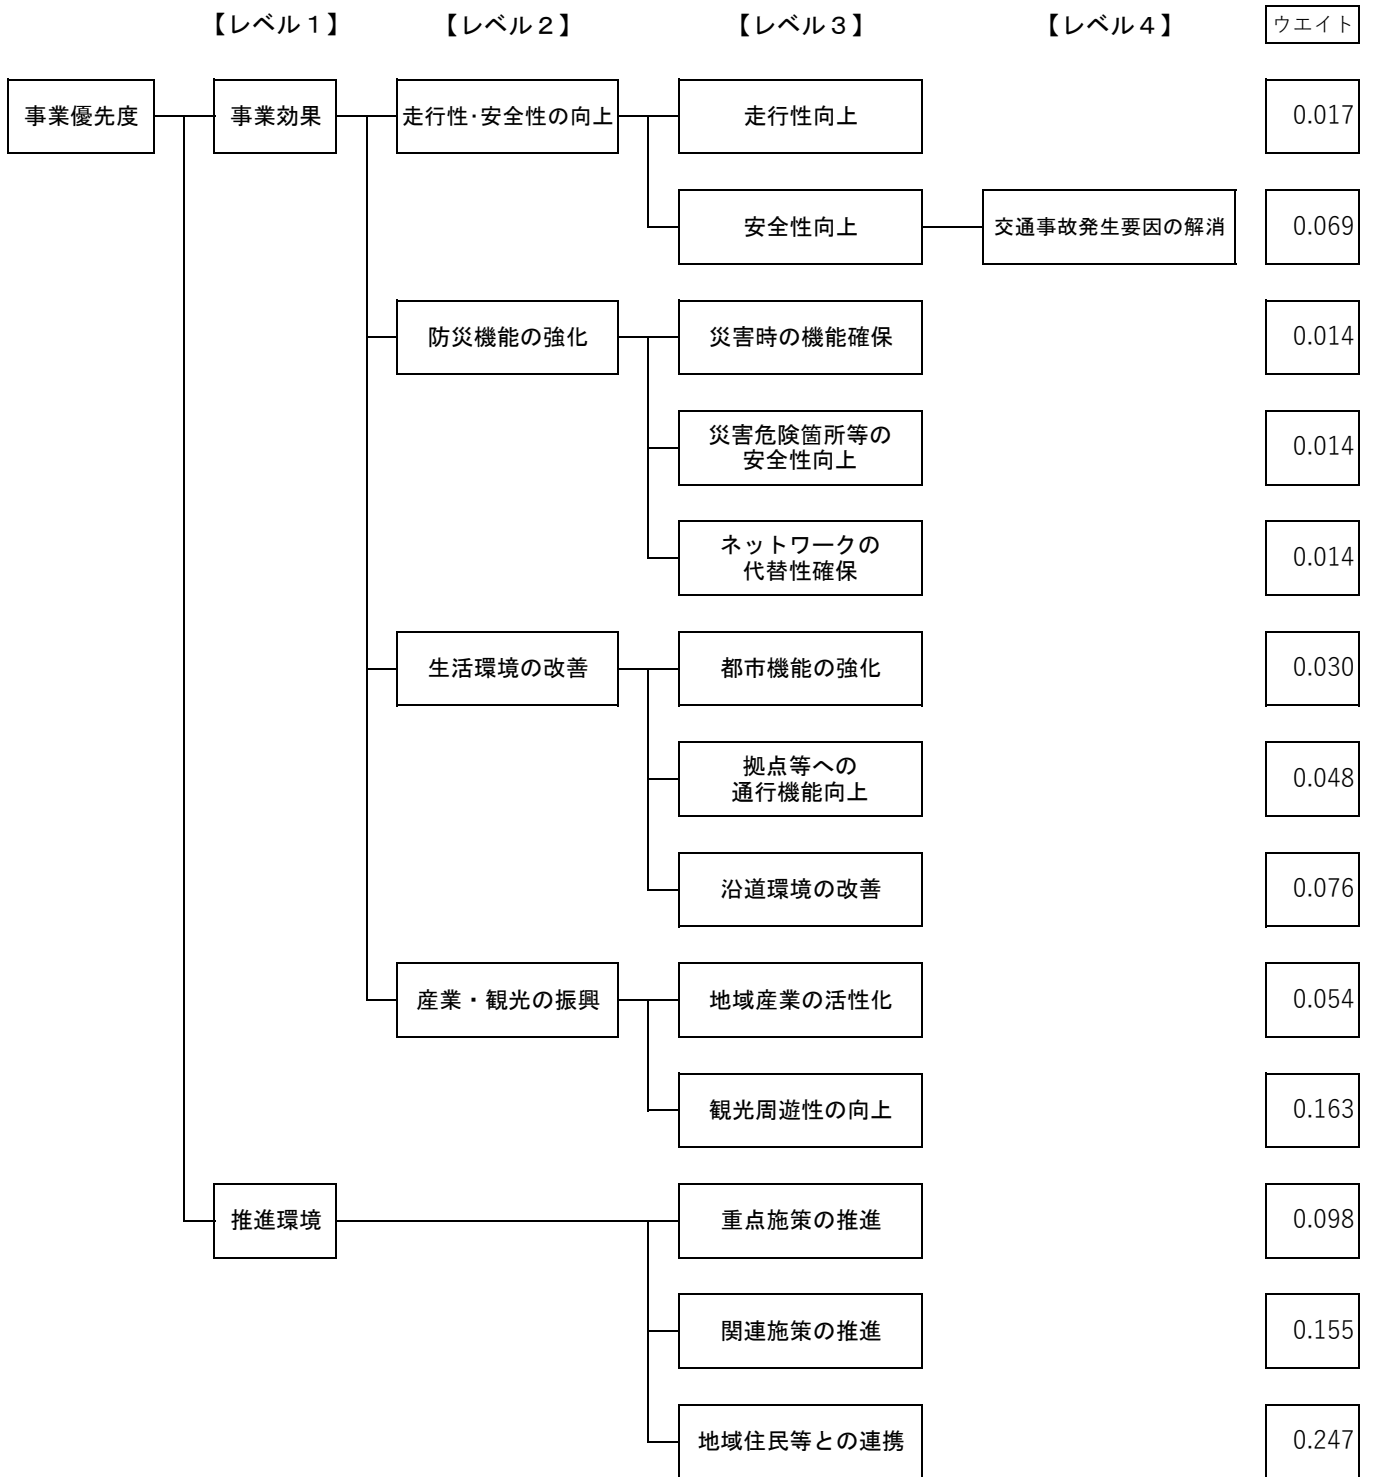 【レベル１】
【レベル２】
【レベル３】
【レベル４】
ウエイト
事業優先度
事業効果
走行性･安全性の向上
走行性向上
0.017
安全性向上
交通事故発生要因の解消
0.069
防災機能の強化
災害時の機能確保
0.014
災害危険箇所等の
安全性向上
0.014
ネットワークの
代替性確保
0.014
生活環境の改善
都市機能の強化
0.030
拠点等への
通行機能向上
0.048
沿道環境の改善
0.076
産業・観光の振興
地域産業の活性化
0.054
観光周遊性の向上
0.163
推進環境
重点施策の推進
0.098
関連施策の推進
0.155
地域住民等との連携
0.247